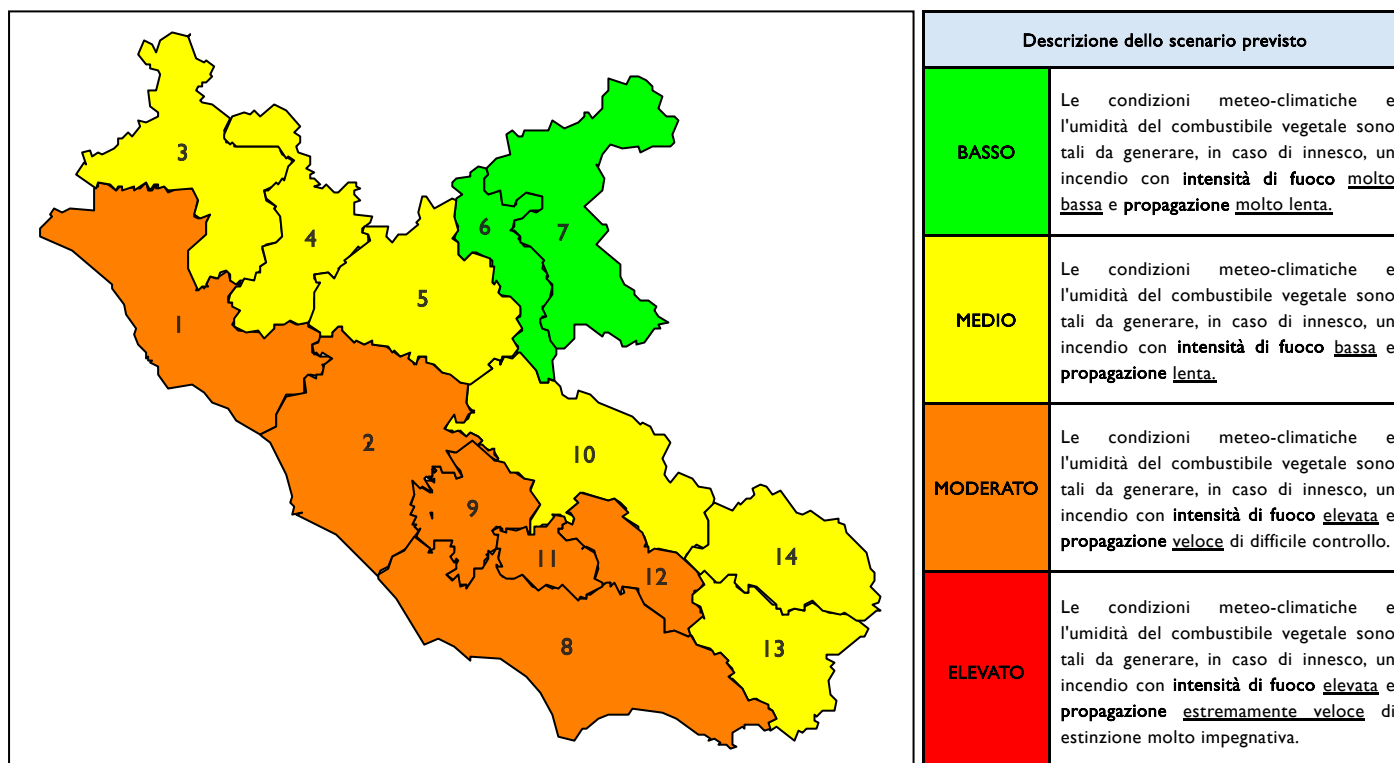 3
4
6
7
5
1
2
10
9
14
11
12
8
13
Descrizione dello scenario previsto
BASSO
Le condizioni meteo-climatiche e
l'umidità del combustibile vegetale sono
tali da generare, in caso di innesco, un
incendio con intensità di fuoco molto
bassa e propagazione molto lenta.
MEDIO
Le condizioni meteo-climatiche e
l'umidità del combustibile vegetale sono
tali da generare, in caso di innesco, un
incendio con intensità di fuoco bassa e
propagazione lenta.
MODERATO
Le condizioni meteo-climatiche e
l'umidità del combustibile vegetale sono
tali da generare, in caso di innesco, un
incendio con intensità di fuoco elevata e
propagazione veloce di difficile controllo.
ELEVATO
Le condizioni meteo-climatiche e
l'umidità del combustibile vegetale sono
tali da generare, in caso di innesco, un
incendio con intensità di fuoco elevata e
propagazione estremamente veloce di
estinzione molto impegnativa.